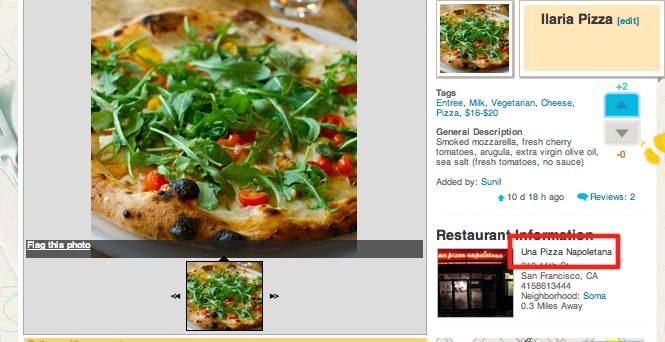 Ilaria Pizza [edit]
+2
Tags
Entree, Milk, Vegetarian, Cheese,
Pizza, $16-$20
General Description
Smoked mozzarella, fresh cherry
tomatoes, arugula, extra virgin olive oil,
sea salt (fresh tomatoes, no sauce)
-0
Added by: Sunil
10 d 18 h ago
Reviews: 2
Flag this photo
Restaurant Information
una pizza napoletana
Una Pizza Napoletana
San Francisco, CA
4158613444
Neighborhood: Soma
0.3 Miles Away